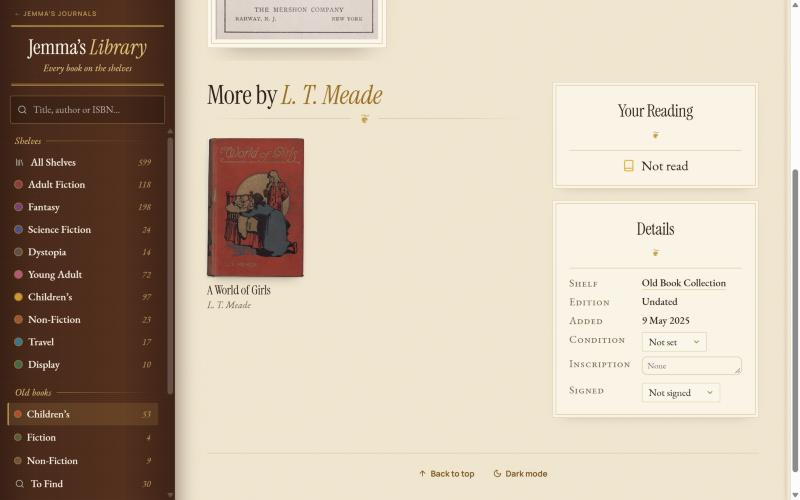 ← JEMMA'S JOURNALS
Jemma's Library
Every book on the shelves
Title, author or ISBN...
Shelves
All Shelves 599
Adult Fiction 118
Fantasy 198
Science Fiction 24
Dystopia 14
Young Adult 72
Children's 97
Non-Fiction 23
Travel 17
Display 10
Old books
Children's 53
Fiction 4
Non-Fiction 9
To Find 30
THE MERSHON COMPANY
RAHWAY, N. J. NEW YORK
More by L. T. Meade
World of Girls
A World of Girls
L. T. Meade
Your Reading
Not read
Details
SHELF Old Book Collection
EDITION Undated
ADDED 9 May 2025
CONDITION Not set
INSCRIPTION None
SIGNED Not signed
↑ Back to top
Dark mode